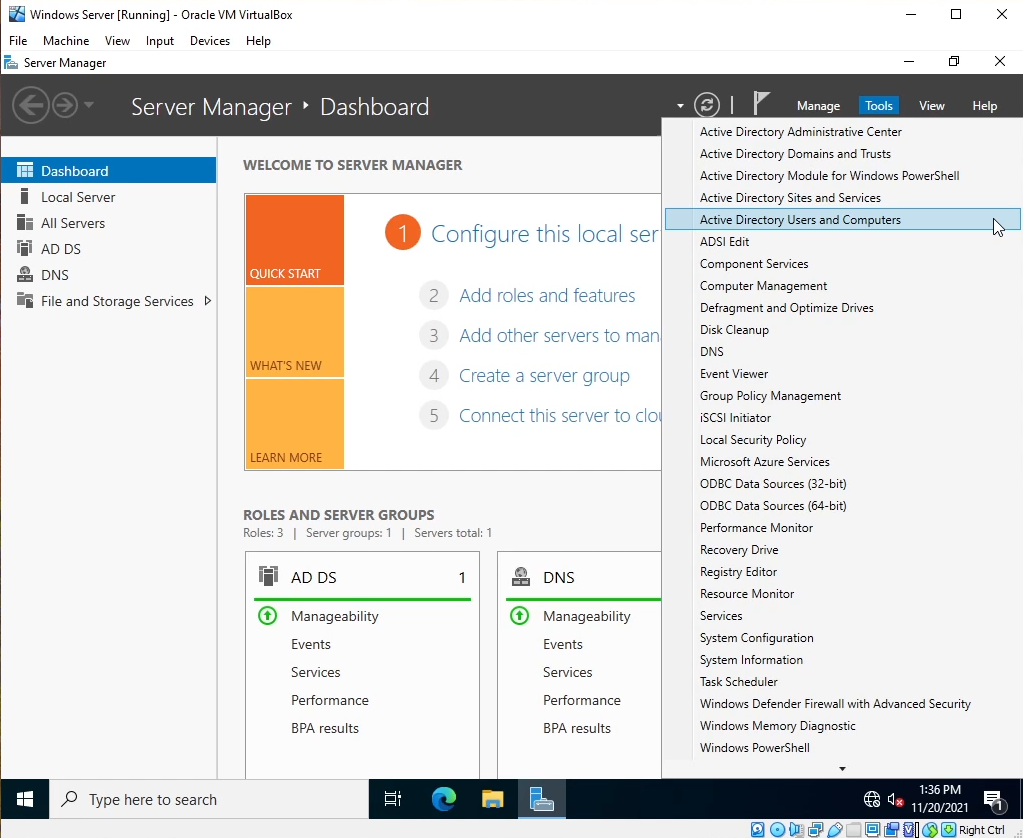 Windows Server [Running] - Oracle VM VirtualBox
File Machine View Input Devices Help
Server Manager
Server Manager Dashboard
Manage Tools View Help
Dashboard
Local Server
All Servers
AD DS
DNS
File and Storage Services
WELCOME TO SERVER MANAGER
QUICK START
WHAT'S NEW
LEARN MORE
1 Configure this local ser
2 Add roles and features
3 Add other servers to man
4 Create a server group
5 Connect this server to clou
ROLES AND SERVER GROUPS
Roles: 3 | Server groups: 1 | Servers total: 1
AD DS 1
Manageability
Events
Services
Performance
BPA results
DNS
Manageability
Events
Services
Performance
BPA results
Active Directory Administrative Center
Active Directory Domains and Trusts
Active Directory Module for Windows PowerShell
Active Directory Sites and Services
Active Directory Users and Computers
ADSI Edit
Component Services
Computer Management
Defragment and Optimize Drives
Disk Cleanup
DNS
Event Viewer
Group Policy Management
iSCSI Initiator
Local Security Policy
Microsoft Azure Services
ODBC Data Sources (32-bit)
ODBC Data Sources (64-bit)
Performance Monitor
Recovery Drive
Registry Editor
Resource Monitor
Services
System Configuration
System Information
Task Scheduler
Windows Defender Firewall with Advanced Security
Windows Memory Diagnostic
Windows PowerShell
Type here to search
1:36 PM
11/20/2021
1
Right Ctrl